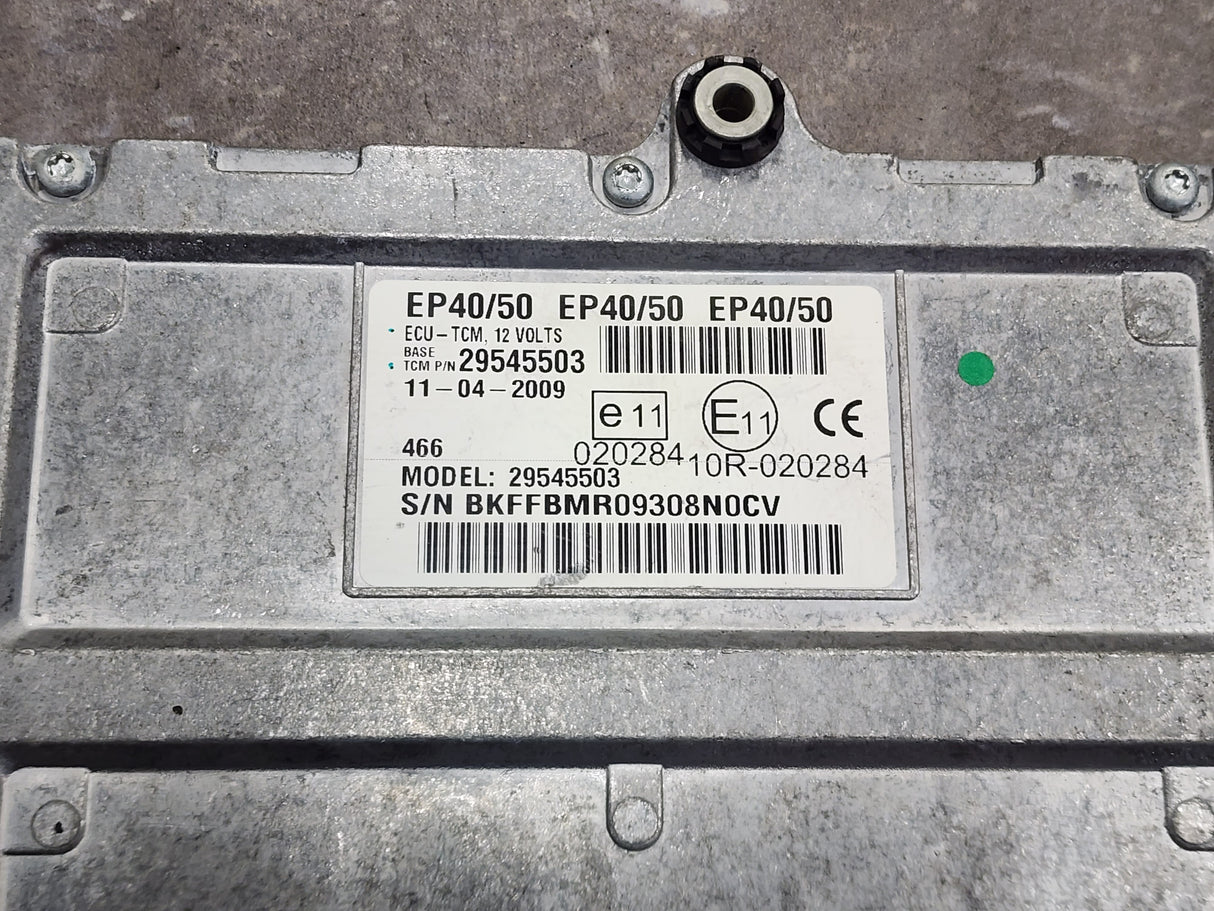 EP40/50 EP40/50 EP40/50
ECU-TCM, 12 VOLTS
BASE
TCM P/N 29545503
11-04-2009
e 11 E11 CE
466
020284 10R-020284
MODEL: 29545503
S/N BKFFBMR09308N0CV